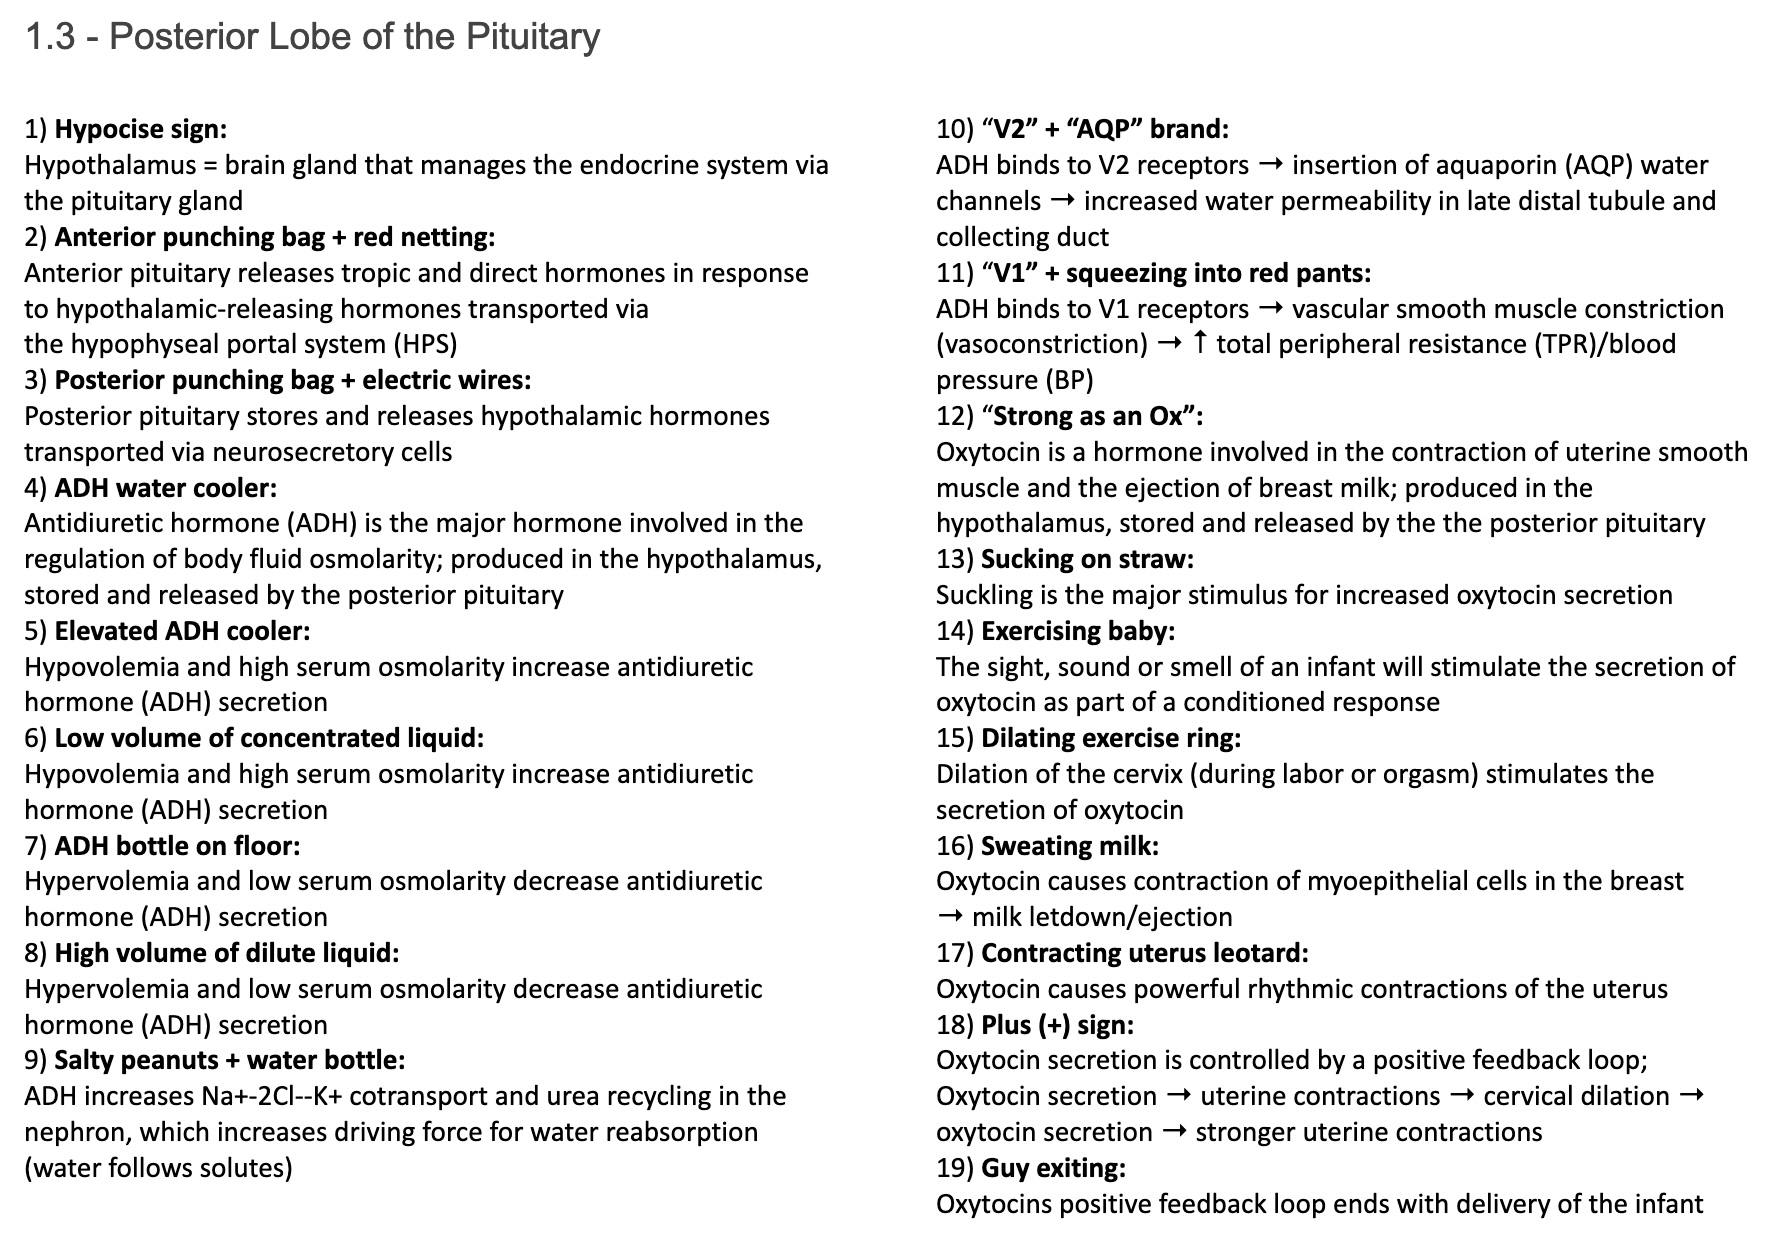 1.3 - Posterior Lobe of the Pituitary
1) Hypocise sign:
Hypothalamus = brain gland that manages the endocrine system via
the pituitary gland
2) Anterior punching bag + red netting:
Anterior pituitary releases tropic and direct hormones in response
to hypothalamic-releasing hormones transported via
the hypophyseal portal system (HPS)
3) Posterior punching bag + electric wires:
Posterior pituitary stores and releases hypothalamic hormones
transported via neurosecretory cells
4) ADH water cooler:
Antidiuretic hormone (ADH) is the major hormone involved in the
regulation of body fluid osmolarity; produced in the hypothalamus,
stored and released by the posterior pituitary
5) Elevated ADH cooler:
Hypovolemia and high serum osmolarity increase antidiuretic
hormone (ADH) secretion
6) Low volume of concentrated liquid:
Hypovolemia and high serum osmolarity increase antidiuretic
hormone (ADH) secretion
7) ADH bottle on floor:
Hypervolemia and low serum osmolarity decrease antidiuretic
hormone (ADH) secretion
8) High volume of dilute liquid:
Hypervolemia and low serum osmolarity decrease antidiuretic
hormone (ADH) secretion
9) Salty peanuts + water bottle:
ADH increases Na+-2Cl--K+ cotransport and urea recycling in the
nephron, which increases driving force for water reabsorption
(water follows solutes)
10) “V2” + “AQP” brand:
ADH binds to V2 receptors → insertion of aquaporin (AQP) water
channels → increased water permeability in late distal tubule and
collecting duct
11) “V1” + squeezing into red pants:
ADH binds to V1 receptors → vascular smooth muscle constriction
(vasoconstriction) → ↑ total peripheral resistance (TPR)/blood
pressure (BP)
12) “Strong as an Ox”:
Oxytocin is a hormone involved in the contraction of uterine smooth
muscle and the ejection of breast milk; produced in the
hypothalamus, stored and released by the the posterior pituitary
13) Sucking on straw:
Suckling is the major stimulus for increased oxytocin secretion
14) Exercising baby:
The sight, sound or smell of an infant will stimulate the secretion of
oxytocin as part of a conditioned response
15) Dilating exercise ring:
Dilation of the cervix (during labor or orgasm) stimulates the
secretion of oxytocin
16) Sweating milk:
Oxytocin causes contraction of myoepithelial cells in the breast
→ milk letdown/ejection
17) Contracting uterus leotard:
Oxytocin causes powerful rhythmic contractions of the uterus
18) Plus (+) sign:
Oxytocin secretion is controlled by a positive feedback loop;
Oxytocin secretion → uterine contractions → cervical dilation →
oxytocin secretion → stronger uterine contractions
19) Guy exiting:
Oxytocins positive feedback loop ends with delivery of the infant